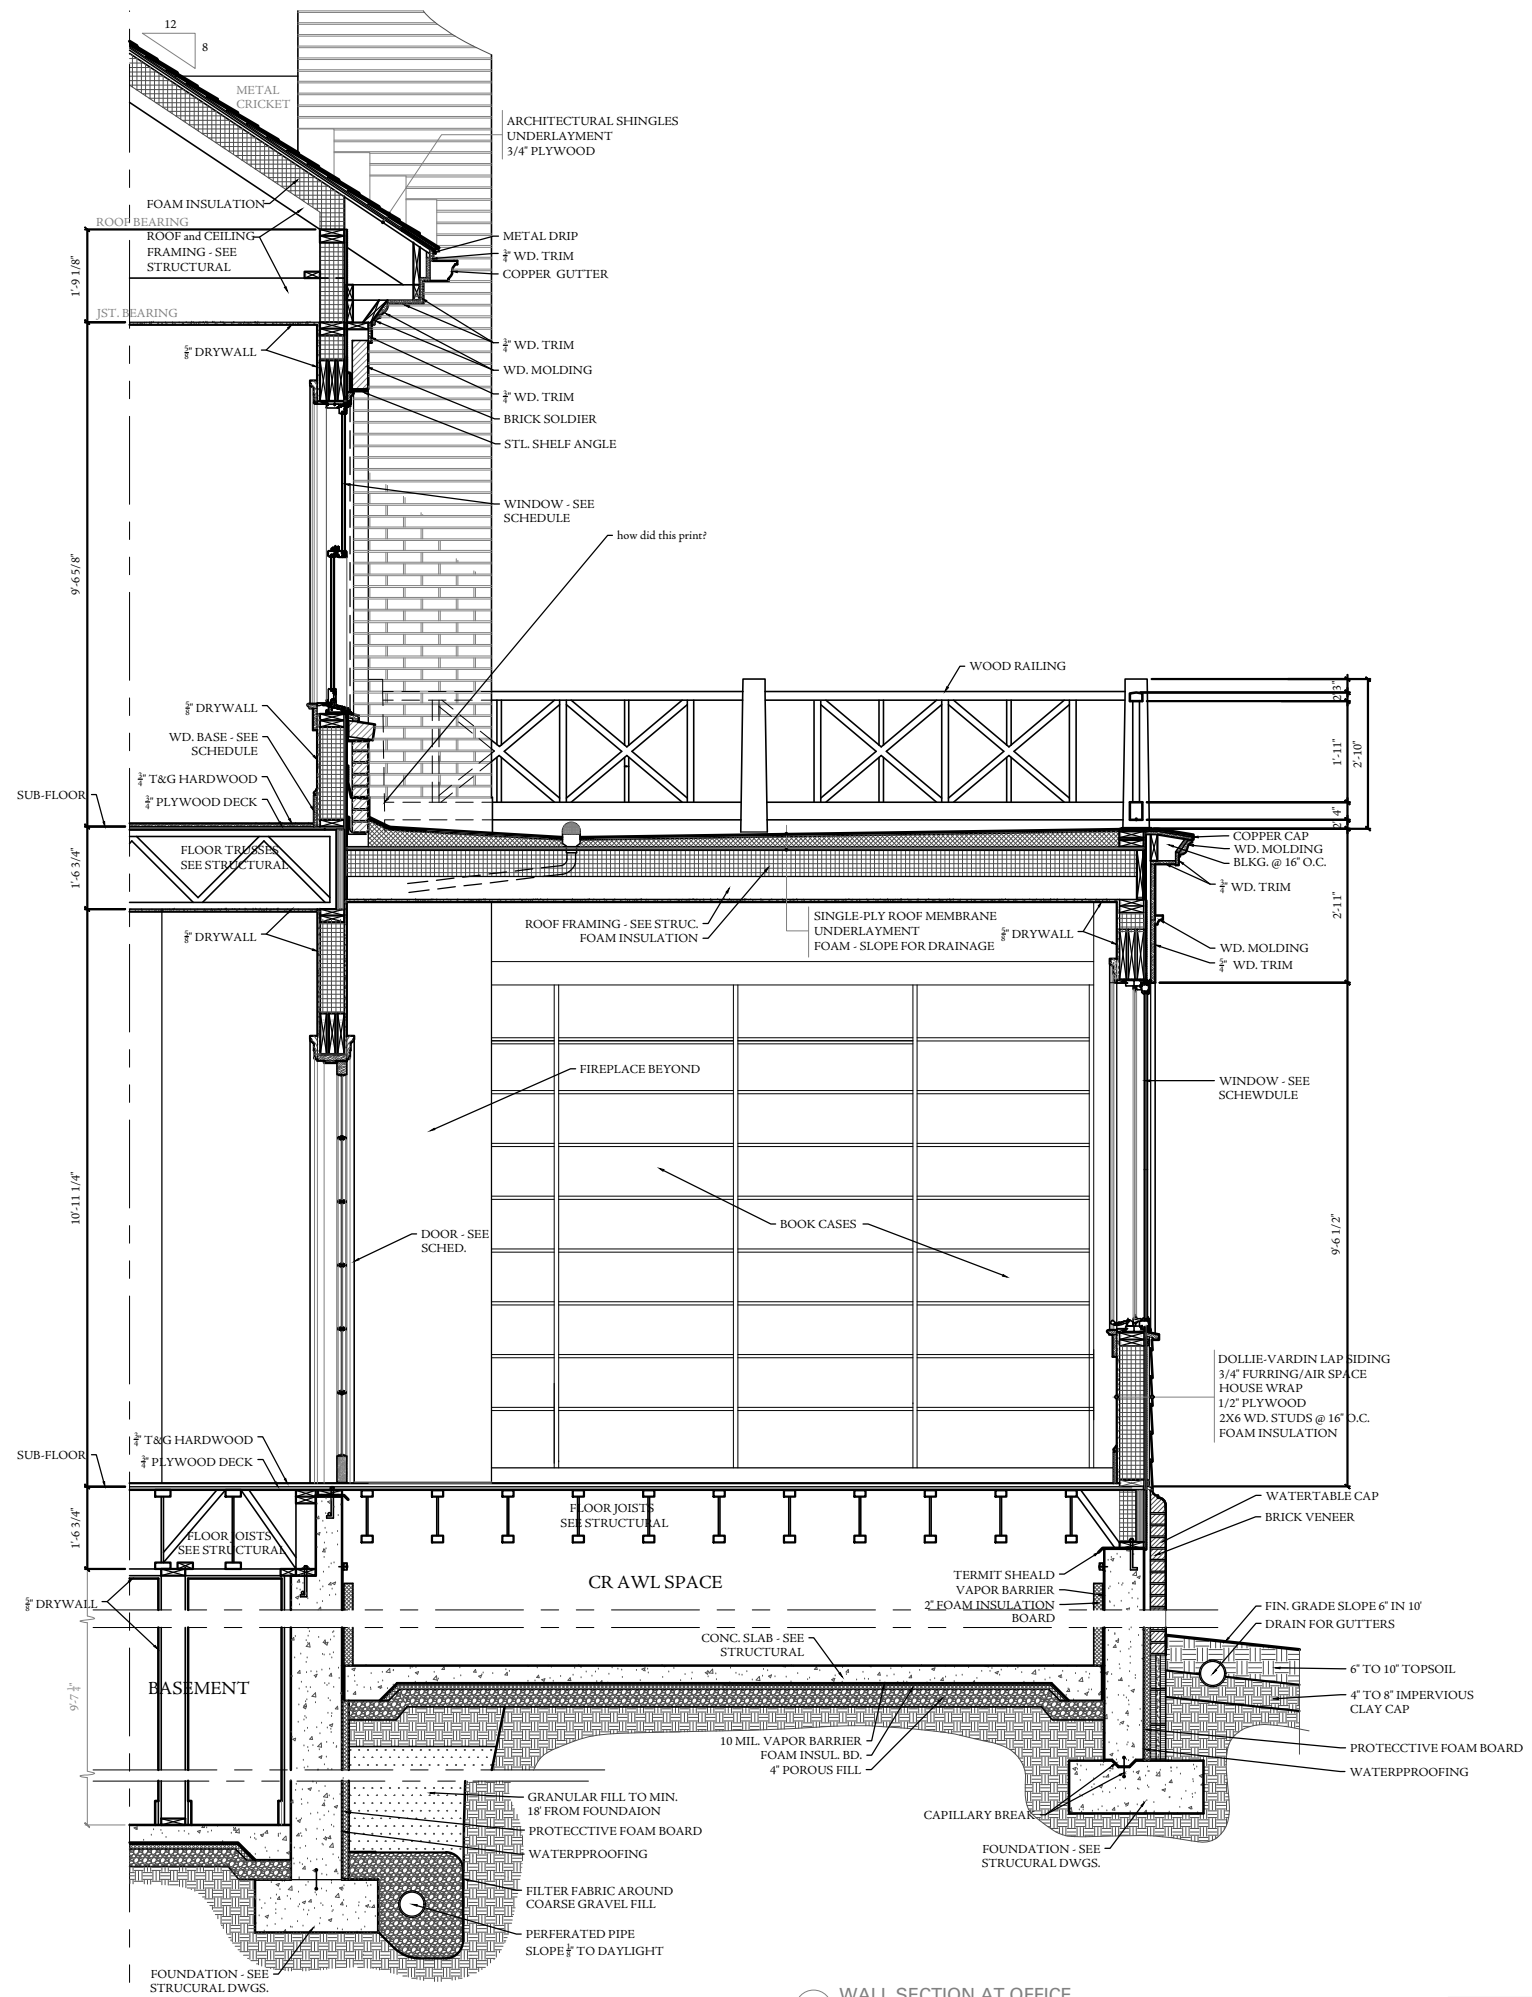 12
8
METAL
CRICKET
ARCHITECTURAL SHINGLES
UNDERLAYMENT
3/4" PLYWOOD
FOAM INSULATION
ROOF BEARING
ROOF and CEILING
FRAMING - SEE
STRUCTURAL
METAL DRIP
3/4" WD. TRIM
COPPER GUTTER
1'-9 1/8"
JST. BEARING
5/8" DRYWALL
3/4" WD. TRIM
WD. MOLDING
3/4" WD. TRIM
BRICK SOLDIER
STL. SHELF ANGLE
WINDOW - SEE
SCHEDULE
how did this print?
9'-6 5/8"
WOOD RAILING
3"
1'-11"
2'-10"
4"
5/8" DRYWALL
WD. BASE - SEE
SCHEDULE
3/4" T&G HARDWOOD
SUB-FLOOR
3/4" PLYWOOD DECK
FLOOR TRUSSES
SEE STRUCTURAL
1'-6 3/4"
COPPER CAP
WD. MOLDING
BLKG. @ 16" O.C.
WD. TRIM
2'-11"
5/8" DRYWALL
ROOF FRAMING - SEE STRUC.
FOAM INSULATION
SINGLE-PLY ROOF MEMBRANE
UNDERLAYMENT
FOAM - SLOPE FOR DRAINAGE
5/8" DRYWALL
WD. MOLDING
WD. TRIM
FIREPLACE BEYOND
WINDOW - SEE
SCHEWDULE
10'-11 1/4"
BOOK CASES
DOOR - SEE
SCHED.
9'-6 1/2"
DOLLIE-VARDIN LAP SIDING
3/4" FURRING/AIR SPACE
HOUSE WRAP
1/2" PLYWOOD
2X6 WD. STUDS @ 16" O.C.
FOAM INSULATION
3/4" T&G HARDWOOD
SUB-FLOOR
3/4" PLYWOOD DECK
FLOOR JOISTS
SEE STRUCTURAL
WATERTABLE CAP
BRICK VENEER
1'-6 3/4"
FLOOR JOISTS
SEE STRUCTURAL
CRAWL SPACE
TERMIT SHEALD
VAPOR BARRIER
2" FOAM INSULATION
BOARD
5/8" DRYWALL
FIN. GRADE SLOPE 6" IN 10'
DRAIN FOR GUTTERS
CONC. SLAB - SEE
STRUCTURAL
6" TO 10" TOPSOIL
BASEMENT
9'-7 1/4"
4" TO 8" IMPERVIOUS
CLAY CAP
10 MIL. VAPOR BARRIER
FOAM INSUL. BD.
4" POROUS FILL
PROTECCTIVE FOAM BOARD
WATERPPROOFING
GRANULAR FILL TO MIN.
18' FROM FOUNDAION
PROTECCTIVE FOAM BOARD
WATERPPROOFING
CAPILLARY BREAK
FOUNDATION - SEE
STRUCURAL DWGS.
FILTER FABRIC AROUND
COARSE GRAVEL FILL
PERFERATED PIPE
SLOPE 1/8" TO DAYLIGHT
FOUNDATION - SEE
STRUCURAL DWGS.
WALL SECTION AT OFFICE